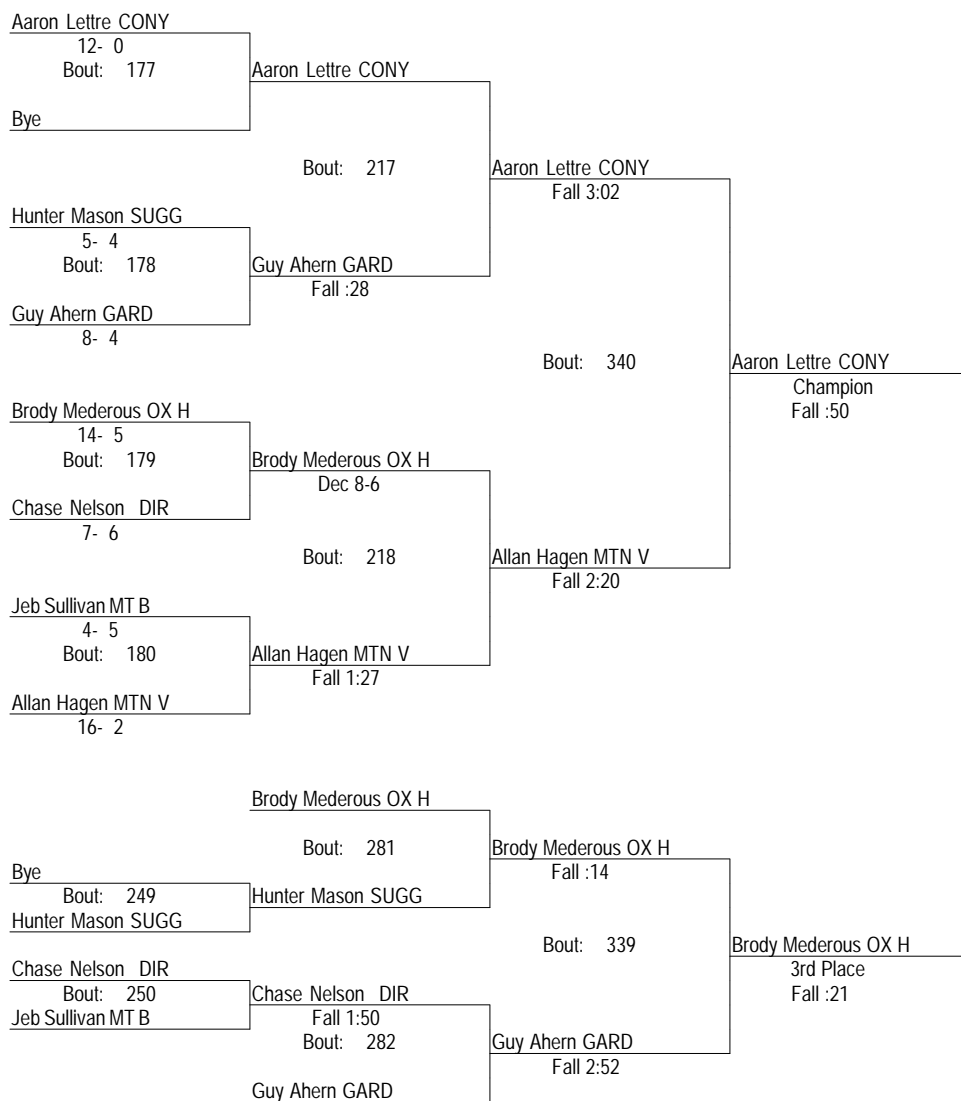 Aaron Lettre CONY
12- 0
Bout: 177
Aaron Lettre CONY
Bye
Bout: 217
Aaron Lettre CONY
Fall 3:02
Hunter Mason SUGG
5- 4
Bout: 178
Guy Ahern GARD
Fall :28
Guy Ahern GARD
8- 4
Bout: 340
Aaron Lettre CONY
Champion
Fall :50
Brody Mederous OX H
14- 5
Bout: 179
Brody Mederous OX H
Dec 8-6
Chase Nelson DIR
7- 6
Bout: 218
Allan Hagen MTN V
Fall 2:20
Jeb Sullivan MT B
4- 5
Bout: 180
Allan Hagen MTN V
Fall 1:27
Allan Hagen MTN V
16- 2
Brody Mederous OX H
Bout: 281
Brody Mederous OX H
Fall :14
Bye
Bout: 249
Hunter Mason SUGG
Hunter Mason SUGG
Bout: 339
Brody Mederous OX H
3rd Place
Fall :21
Chase Nelson DIR
Bout: 250
Chase Nelson DIR
Jeb Sullivan MT B
Fall 1:50
Bout: 282
Guy Ahern GARD
Fall 2:52
Guy Ahern GARD